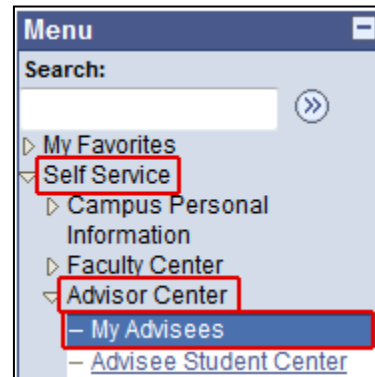 Menu
Search:
My Favorites
Self Service
Campus Personal
Information
Faculty Center
Advisor Center
– My Advisees
– Advisee Student Center